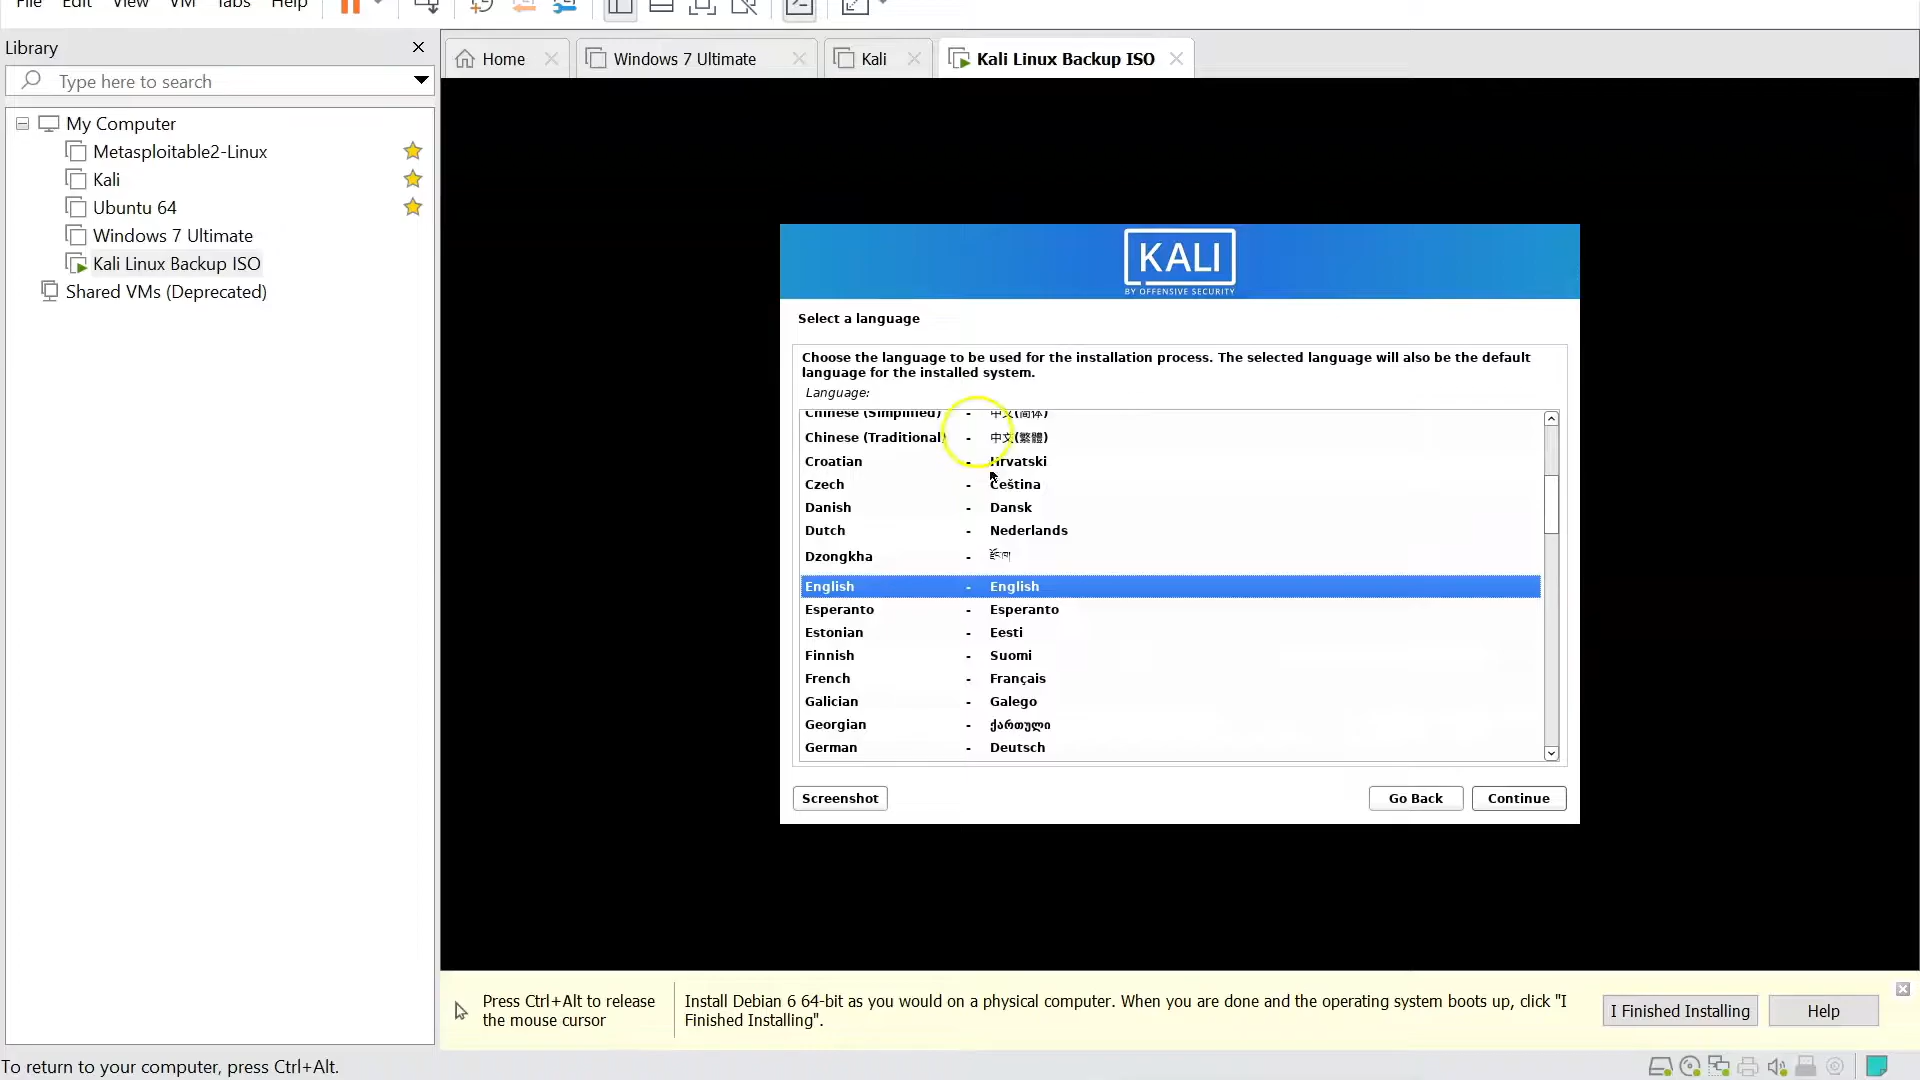 File Edit View VM Tabs Help
Library
Type here to search
My Computer
Metasploitable2-Linux
Kali
Ubuntu 64
Windows 7 Ultimate
Kali Linux Backup ISO
Shared VMs (Deprecated)
Home
Windows 7 Ultimate
Kali
Kali Linux Backup ISO
KALI
BY OFFENSIVE SECURITY
Select a language
Choose the language to be used for the installation process. The selected language will also be the default
language for the installed system.
Language:
Chinese (Simplified) - 中文(简体)
Chinese (Traditional) - 中文(繁體)
Croatian - Hrvatski
Czech - Čeština
Danish - Dansk
Dutch - Nederlands
Dzongkha - རྫོང་ཁ།
English - English
Esperanto - Esperanto
Estonian - Eesti
Finnish - Suomi
French - Français
Galician - Galego
Georgian - ქართული
German - Deutsch
Screenshot
Go Back
Continue
Press Ctrl+Alt to release
the mouse cursor
Install Debian 6 64-bit as you would on a physical computer. When you are done and the operating system boots up, click "I
Finished Installing".
I Finished Installing
Help
To return to your computer, press Ctrl+Alt.